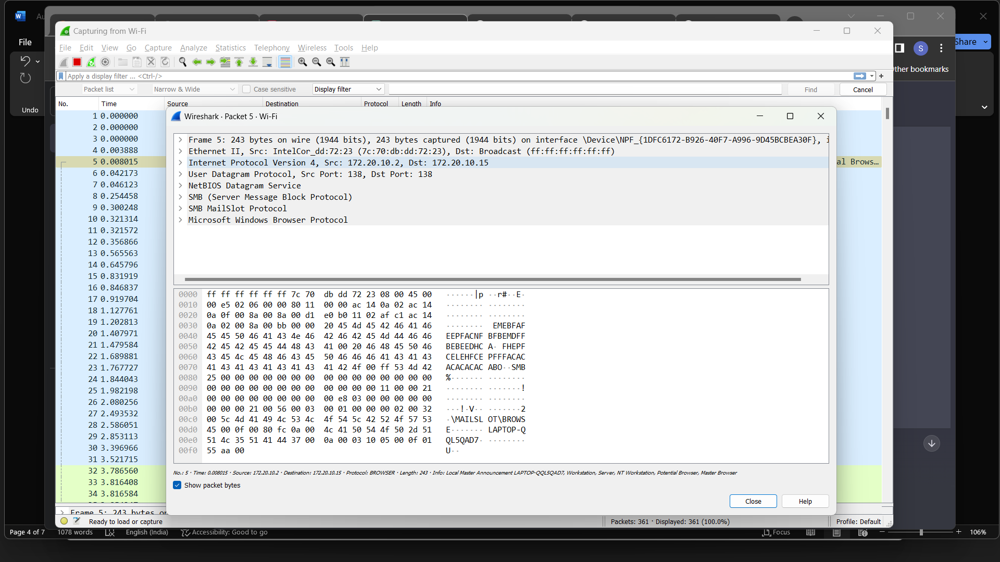 Au
Capturing from Wi-Fi
File
Share
S
File Edit View Go Capture Analyze Statistics Telephony Wireless Tools Help
ther bookmarks
Apply a display filter ... <Ctrl-/>
Packet list Narrow & Wide Case sensitive Display filter Find Cancel
Undo
No. Time Source Destination Protocol Length Info
1 0.000000
2 0.000000
3 0.000000
4 0.003888
5 0.008015 al Brows…
6 0.042173
7 0.046123
8 0.254458
9 0.300248
10 0.321314
11 0.321572
12 0.356866
13 0.565563
14 0.645796
15 0.831919
16 0.846837
17 0.919704
18 1.127761
19 1.202813
20 1.407971
21 1.479584
22 1.689881
23 1.767727
24 1.844043
25 1.982198
26 2.080256
27 2.493532
28 2.586051
29 2.853113
30 3.396966
31 3.521715
32 3.786560
33 3.816408
34 3.816584
Wireshark · Packet 5 · Wi-Fi
Frame 5: 243 bytes on wire (1944 bits), 243 bytes captured (1944 bits) on interface \Device\NPF_{1DFC6172-B926-40F7-A996-9D45BCBEA30F}, i
Ethernet II, Src: IntelCor_dd:72:23 (7c:70:db:dd:72:23), Dst: Broadcast (ff:ff:ff:ff:ff:ff)
Internet Protocol Version 4, Src: 172.20.10.2, Dst: 172.20.10.15
User Datagram Protocol, Src Port: 138, Dst Port: 138
NetBIOS Datagram Service
SMB (Server Message Block Protocol)
SMB MailSlot Protocol
Microsoft Windows Browser Protocol
0000 ff ff ff ff ff ff 7c 70 db dd 72 23 08 00 45 00 ······|p ··r#··E·
0010 00 e5 02 06 00 00 80 11 00 00 ac 14 0a 02 ac 14 ········ ········
0020 0a 0f 00 8a 00 8a 00 d1 e0 b0 11 02 af c1 ac 14 ········ ········
0030 0a 02 00 8a 00 bb 00 00 20 45 4d 45 42 46 41 46 ········ EMEBFAF
0040 45 45 50 46 41 43 4e 46 42 46 42 45 4d 44 46 46 EEPFACNF BFBEMDFF
0050 42 45 42 45 45 44 48 43 41 00 20 46 48 45 50 46 BEBEEDHC A· FHEPF
0060 43 45 4c 45 48 46 43 45 50 46 46 46 41 43 41 43 CELEHFCE PFFFACAC
0070 41 43 41 43 41 43 41 43 41 42 4f 00 ff 53 4d 42 ACACACAC ABO··SMB
0080 25 00 00 00 00 00 00 00 00 00 00 00 00 00 00 00 %······· ········
0090 00 00 00 00 00 00 00 00 00 00 00 00 11 00 00 21 ········ ·······!
00a0 00 00 00 00 00 00 00 00 00 e8 03 00 00 00 00 00 ········ ········
00b0 00 00 00 21 00 56 00 03 00 01 00 00 00 02 00 32 ···!·V·· ·······2
00c0 00 5c 4d 41 49 4c 53 4c 4f 54 5c 42 52 4f 57 53 ·\MAILSL OT\BROWS
00d0 45 00 0f 00 80 fc 0a 00 4c 41 50 54 4f 50 2d 51 E······· LAPTOP-Q
00e0 51 4c 35 51 41 44 37 00 0a 00 03 10 05 00 0f 01 QL5QAD7· ········
00f0 55 aa 00 U··
No.: 5 · Time: 0.008015 · Source: 172.20.10.2 · Destination: 172.20.10.15 · Protocol: BROWSER · Length: 243 · Info: Local Master Announcement LAPTOP-QQL5QAD7, Workstation, Server, NT Workstation, Potential Browser, Master Browser
Show packet bytes
Close Help
Frame 5: 243 bytes on
Ready to load or capture Packets: 361 · Displayed: 361 (100.0%) Profile: Default
Page 4 of 7 1078 words English (India) Accessibility: Good to go Focus 106%